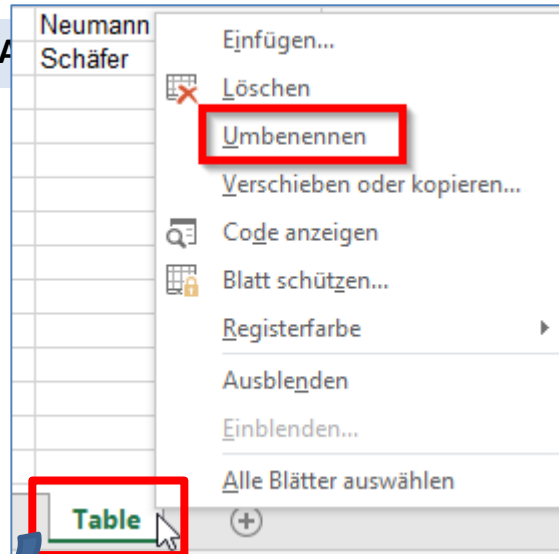 Neumann
Schäfer
Einfügen...
Löschen
Umbenennen
Verschieben oder kopieren...
Code anzeigen
Blatt schützen...
Registerfarbe
Ausblenden
Einblenden...
Alle Blätter auswählen
Table